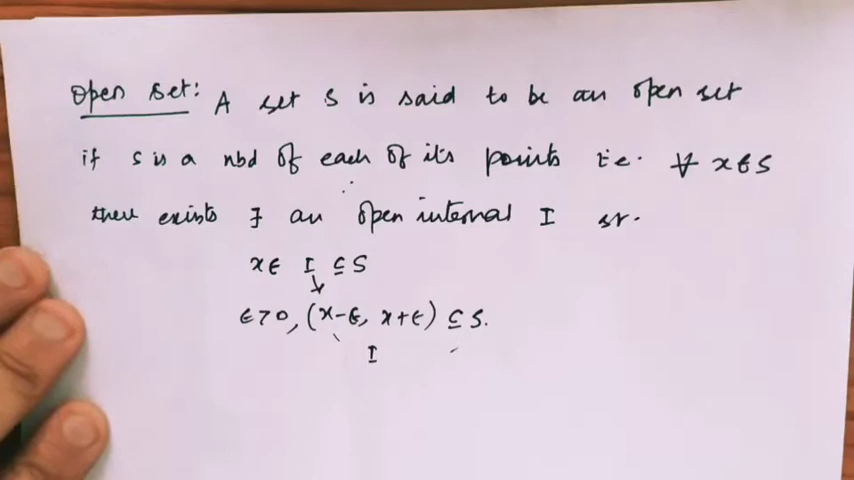 Open set: A set S is said to be an open set
if S is a nbd of each of its points i.e. ∀ x ∈ S
there exists ∃ an open interval I st.
x ∈ I ⊆ S
ε > 0, (x-ε, x+ε) ⊆ S.
I